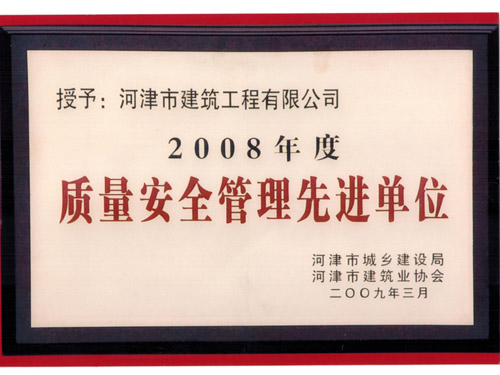 授予：河津市建筑工程有限公司
2008年度
质量安全管理先进单位
河津市城乡建设局
河津市建筑业协会
二〇〇九年三月